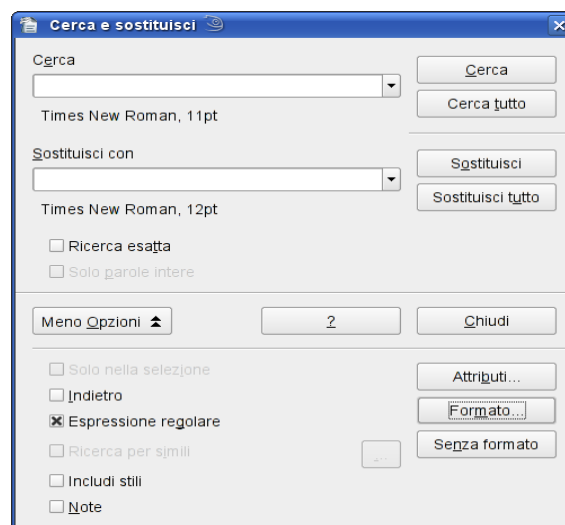 Cerca e sostituisci
Cerca
Cerca
Cerca tutto
Times New Roman, 11pt
Sostituisci con
Sostituisci
Sostituisci tutto
Times New Roman, 12pt
Ricerca esatta
Solo parole intere
Meno Opzioni
?
Chiudi
Solo nella selezione
Attributi...
Indietro
Formato...
Espressione regolare
Senza formato
Ricerca per simili
...
Includi stili
Note